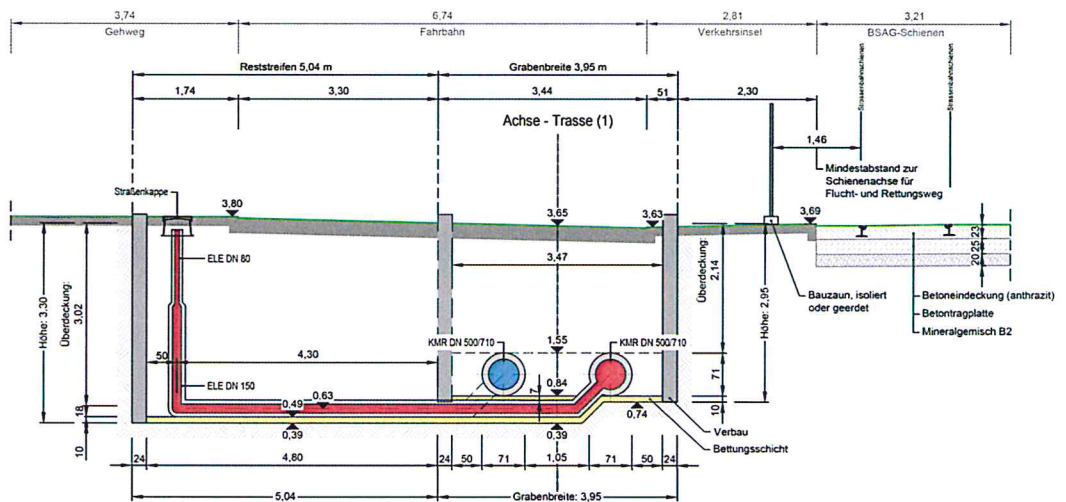 3,74 6,74 2,81 3,21
Gehweg Fahrbahn Verkehrsinsel BSAG-Schienen
Reststreifen 5,04 m Grabenbreite 3,95 m
1,74 3,30 3,44 51 2,30
Strassenbahnschienen
Strassenbahnschienen
Achse - Trasse (1)
1,46
Mindestabstand zur
Schienenachse für
Flucht- und Rettungsweg
Straßenkappe
3,80 3,65 3,63 3,69
23
25
20
ELE DN 80
3,47
Überdeckung:
2,14
Höhe: 2,95
Höhe: 3,30
Überdeckung:
3,02
Bauzaun, isoliert
oder geerdet
Betoneindeckung (anthrazit)
Betontragplatte
Mineralgemisch B2
KMR DN 500/710 1,55 KMR DN 500/710
50 4,30
71
ELE DN 150
0,49 0,63 7 0,84
0,74
10
18
10
0,39 0,39
Verbau
Bettungsschicht
24 4,80 24 50 71 1,05 71 50 24
5,04 Grabenbreite: 3,95